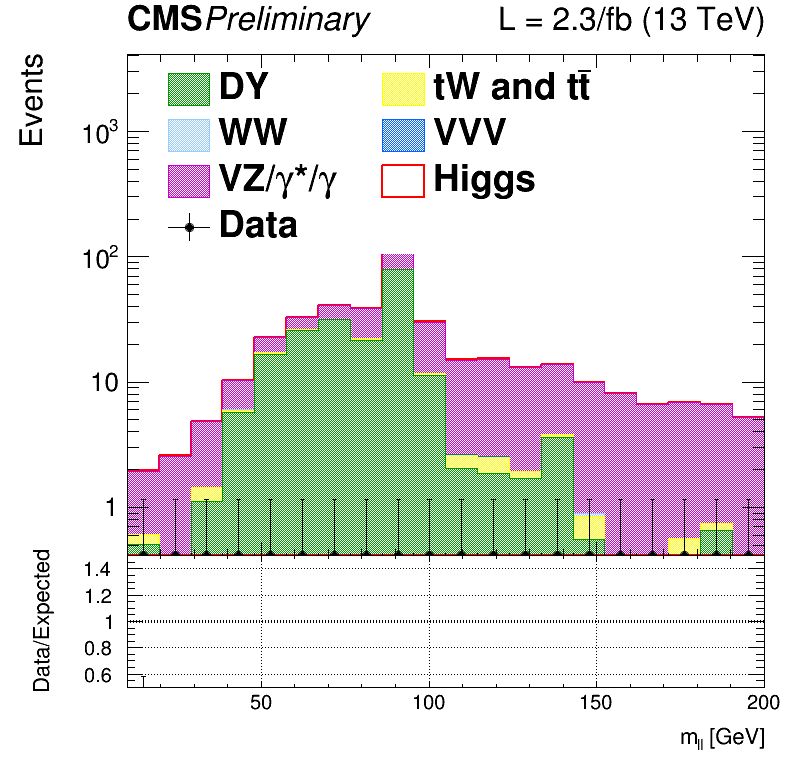 CMS Preliminary L = 2.3/fb (13 TeV)
Events
DY tW and tt̄
WW VVV
VZ/γ*/γ Higgs
Data
10³
10²
10
1
Data/Expected
1.4
1.2
1
0.8
0.6
50 100 150 200
m_ll [GeV]